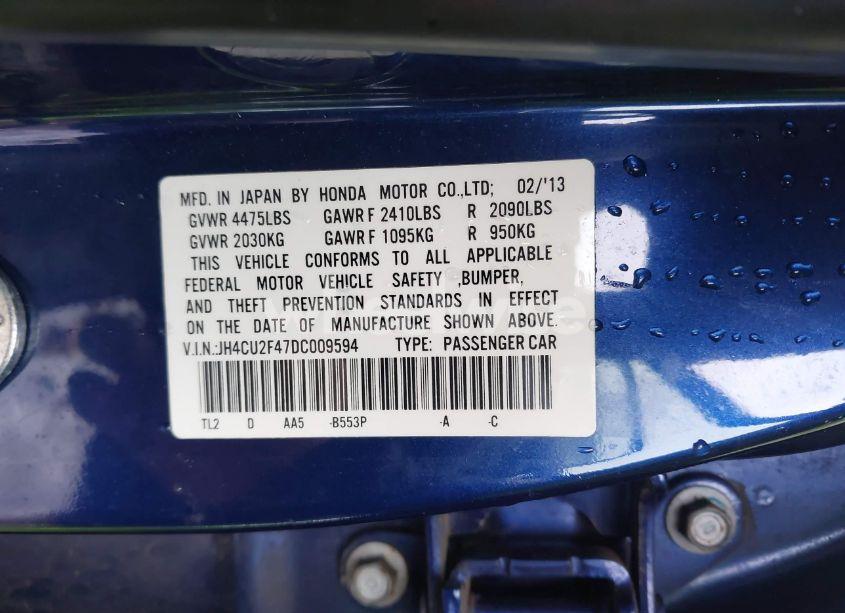 MFD. IN JAPAN BY HONDA MOTOR CO.,LTD; 02/'13
GVWR 4475LBS GAWR F 2410LBS R 2090LBS
GVWR 2030KG GAWR F 1095KG R 950KG
THIS VEHICLE CONFORMS TO ALL APPLICABLE
FEDERAL MOTOR VEHICLE SAFETY ,BUMPER,
AND THEFT PREVENTION STANDARDS IN EFFECT
ON THE DATE OF MANUFACTURE SHOWN ABOVE.
V.I.N.:JH4CU2F47DC009594 TYPE: PASSENGER CAR
TL2 D AA5 -B553P -A -C